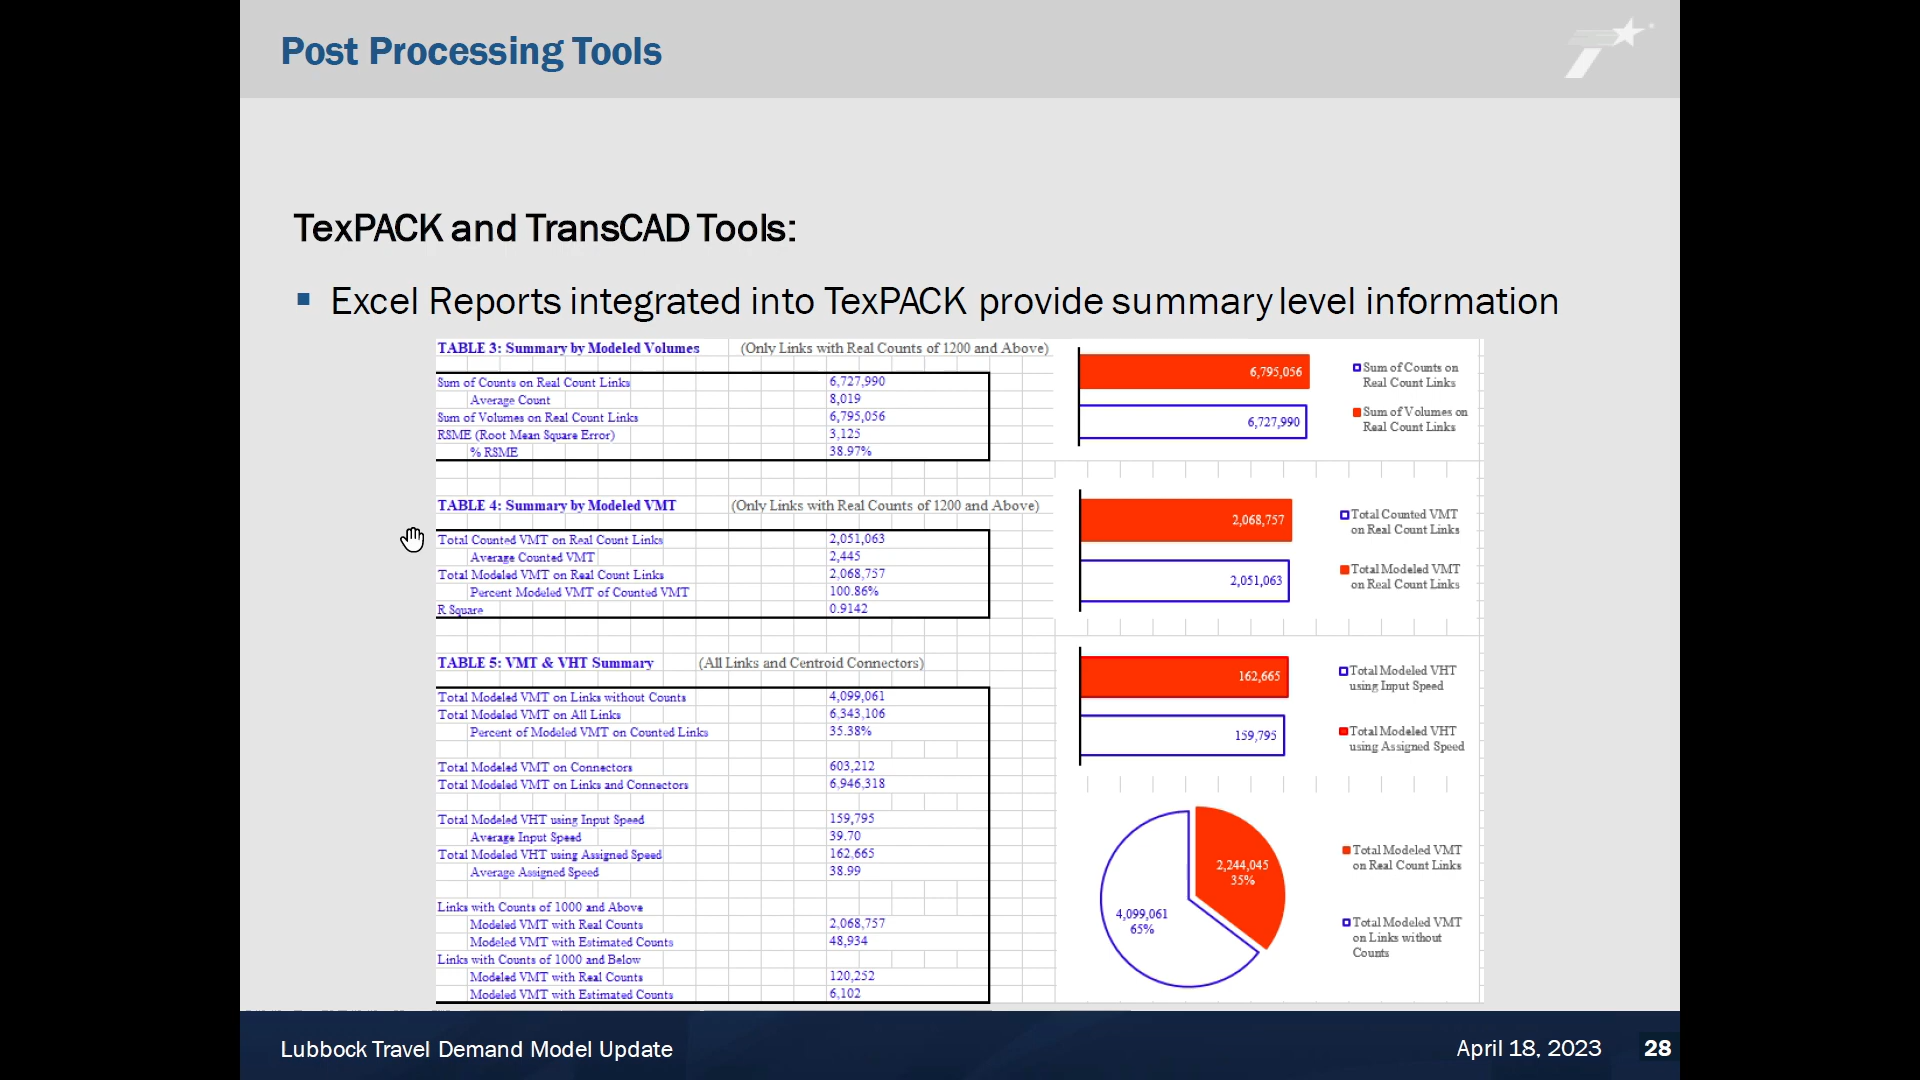 Post Processing Tools
TexPACK and TransCAD Tools:
Excel Reports integrated into TexPACK provide summary level information
TABLE 3: Summary by Modeled Volumes (Only Links with Real Counts of 1200 and Above)
Sum of Counts on Real Count Links 6,727,990
Average Count 8,019
Sum of Volumes on Real Count Links 6,795,056
RSME (Root Mean Square Error) 3,125
% RSME 38.97%
6,795,056
6,727,990
Sum of Counts on
Real Count Links
Sum of Volumes on
Real Count Links
TABLE 4: Summary by Modeled VMT (Only Links with Real Counts of 1200 and Above)
Total Counted VMT on Real Count Links 2,051,063
Average Counted VMT 2,445
Total Modeled VMT on Real Count Links 2,068,757
Percent Modeled VMT of Counted VMT 100.86%
R Square 0.9142
2,068,757
2,051,063
Total Counted VMT
on Real Count Links
Total Modeled VMT
on Real Count Links
TABLE 5: VMT & VHT Summary (All Links and Centroid Connectors)
Total Modeled VMT on Links without Counts 4,099,061
Total Modeled VMT on All Links 6,343,106
Percent of Modeled VMT on Counted Links 35.38%
Total Modeled VMT on Connectors 603,212
Total Modeled VMT on Links and Connectors 6,946,318
Total Modeled VHT using Input Speed 159,795
Average Input Speed 39.70
Total Modeled VHT using Assigned Speed 162,665
Average Assigned Speed 38.99
Links with Counts of 1000 and Above
Modeled VMT with Real Counts 2,068,757
Modeled VMT with Estimated Counts 48,934
Links with Counts of 1000 and Below
Modeled VMT with Real Counts 120,252
Modeled VMT with Estimated Counts 6,102
162,665
159,795
Total Modeled VHT
using Input Speed
Total Modeled VHT
using Assigned Speed
2,244,045
35%
4,099,061
65%
Total Modeled VMT
on Real Count Links
Total Modeled VMT
on Links without
Counts
Lubbock Travel Demand Model Update
April 18, 2023 28